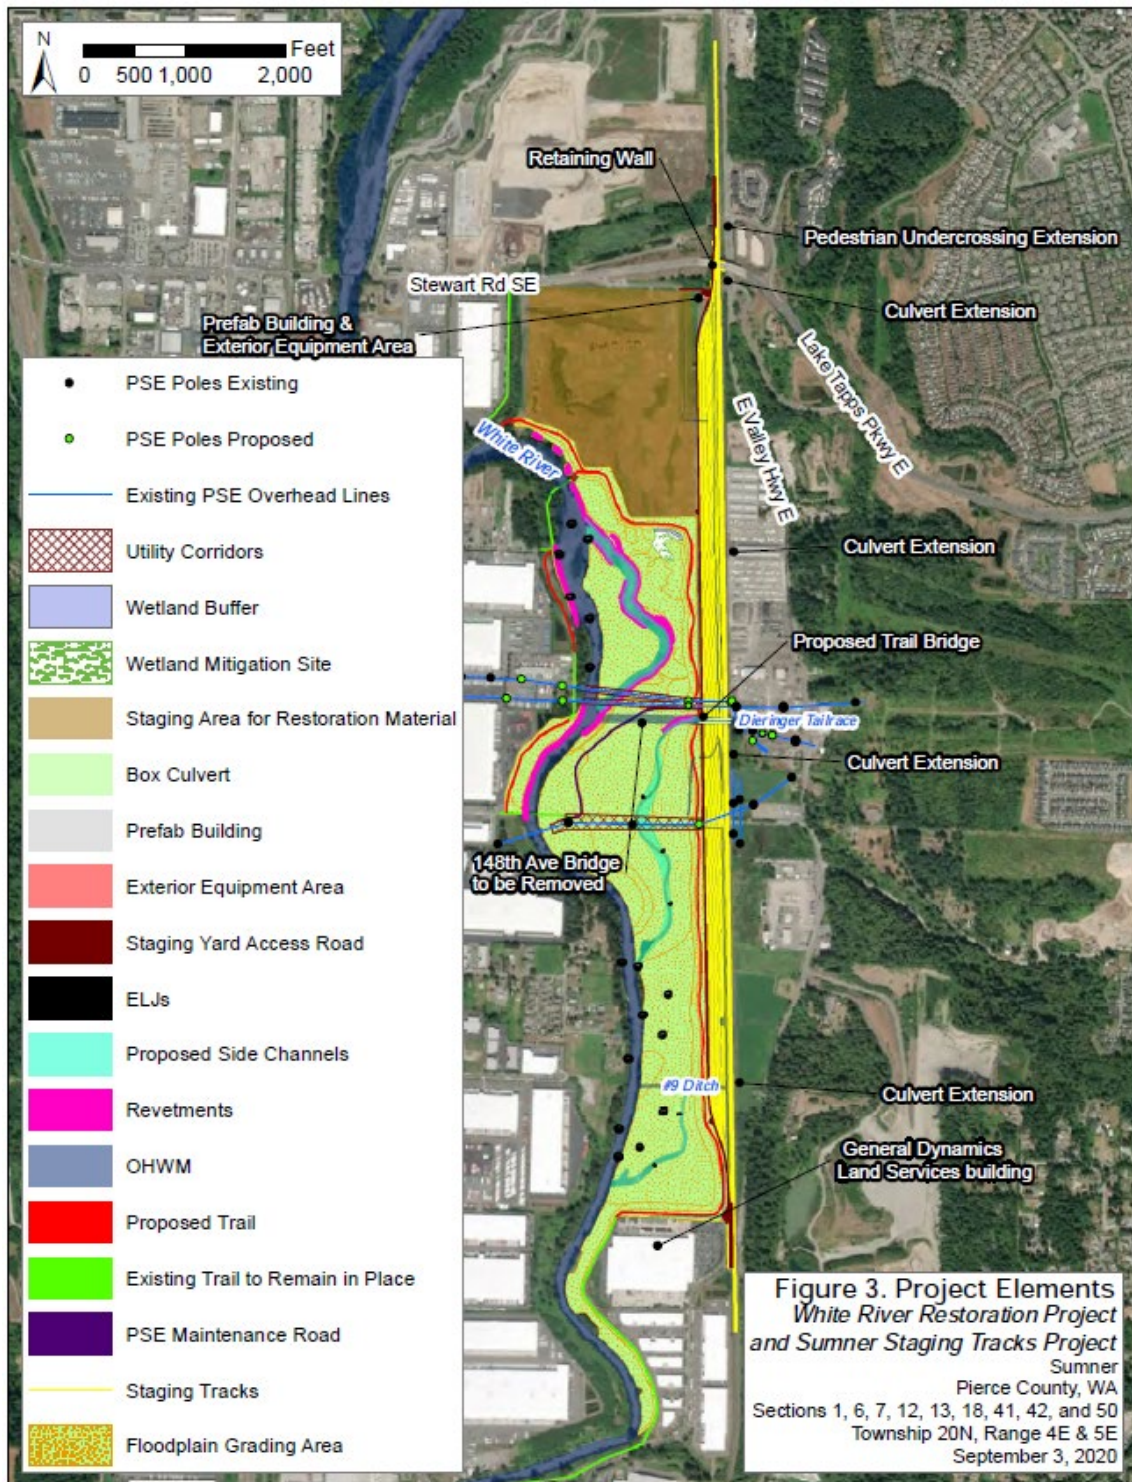 N
Feet
0 500 1,000 2,000
Retaining Wall
Pedestrian Undercrossing Extension
Stewart Rd SE
Culvert Extension
Prefab Building &
Exterior Equipment Area
Lake Tapps Pkwy E
E Valley Hwy E
White River
Culvert Extension
Proposed Trail Bridge
Dieringer Tailrace
Culvert Extension
148th Ave Bridge
to be Removed
#9 Ditch
Culvert Extension
General Dynamics
Land Services building
PSE Poles Existing
PSE Poles Proposed
Existing PSE Overhead Lines
Utility Corridors
Wetland Buffer
Wetland Mitigation Site
Staging Area for Restoration Material
Box Culvert
Prefab Building
Exterior Equipment Area
Staging Yard Access Road
ELJs
Proposed Side Channels
Revetments
OHWM
Proposed Trail
Existing Trail to Remain in Place
PSE Maintenance Road
Staging Tracks
Floodplain Grading Area
Figure 3. Project Elements
White River Restoration Project
and Sumner Staging Tracks Project
Sumner
Pierce County, WA
Sections 1, 6, 7, 12, 13, 18, 41, 42, and 50
Township 20N, Range 4E & 5E
September 3, 2020